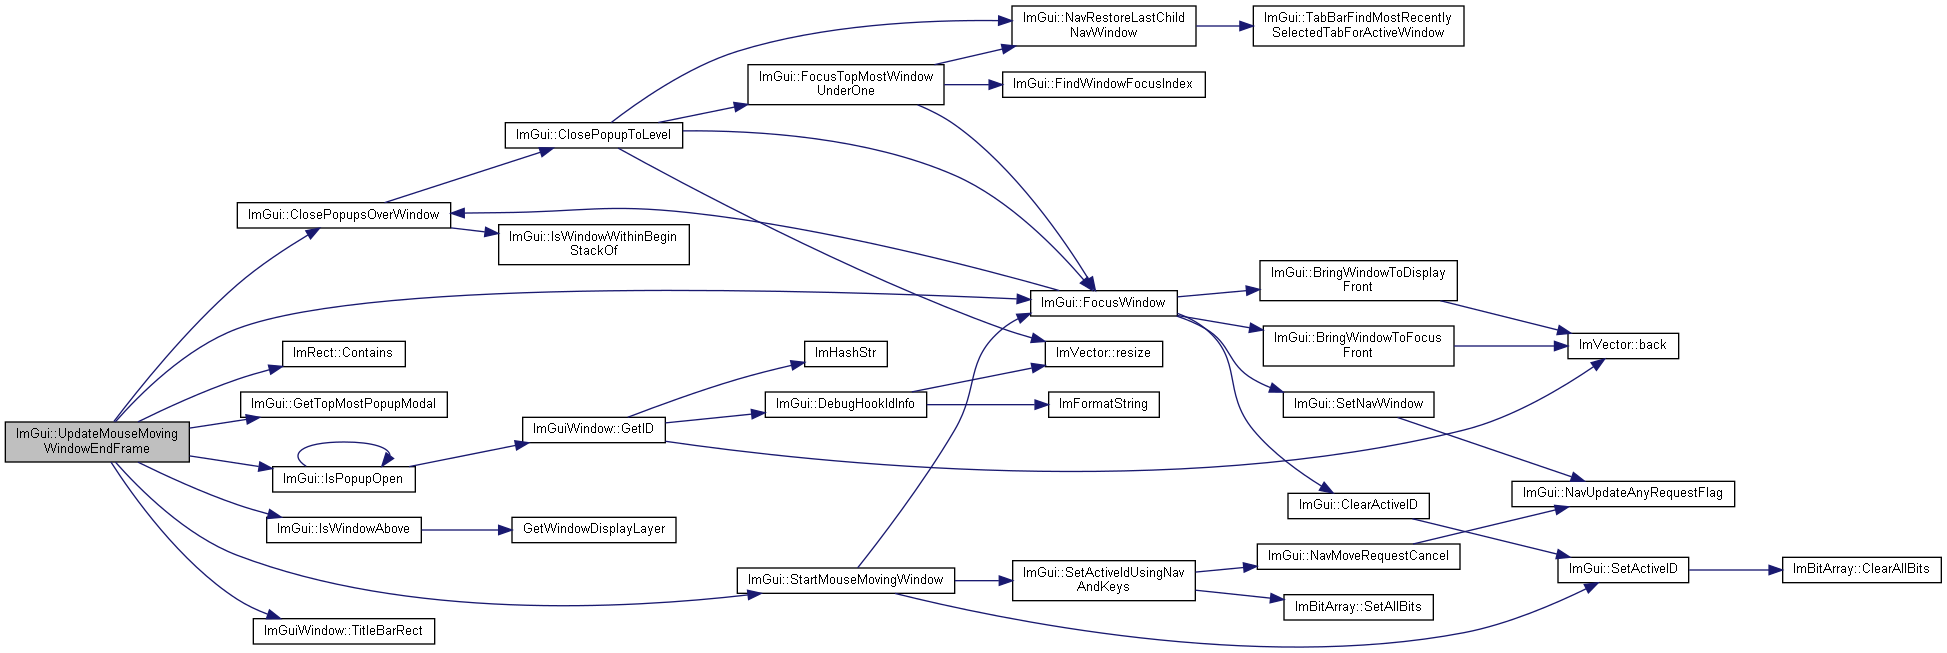 ImGui::UpdateMouseMoving
WindowEndFrame
ImGui::ClosePopupsOverWindow
ImRect::Contains
ImGui::GetTopMostPopupModal
ImGui::IsPopupOpen
ImGui::IsWindowAbove
ImGuiWindow::TitleBarRect
ImGui::ClosePopupToLevel
ImGui::IsWindowWithinBegin
StackOf
ImGuiWindow::GetID
GetWindowDisplayLayer
ImGui::FocusTopMostWindow
UnderOne
ImHashStr
ImGui::DebugHookIdInfo
ImGui::StartMouseMovingWindow
ImGui::NavRestoreLastChild
NavWindow
ImGui::FindWindowFocusIndex
ImGui::FocusWindow
ImVector::resize
ImFormatString
ImGui::SetActiveIdUsingNav
AndKeys
ImGui::TabBarFindMostRecently
SelectedTabForActiveWindow
ImGui::BringWindowToDisplay
Front
ImGui::BringWindowToFocus
Front
ImGui::SetNavWindow
ImGui::ClearActiveID
ImGui::NavMoveRequestCancel
ImBitArray::SetAllBits
ImVector::back
ImGui::NavUpdateAnyRequestFlag
ImGui::SetActiveID
ImBitArray::ClearAllBits